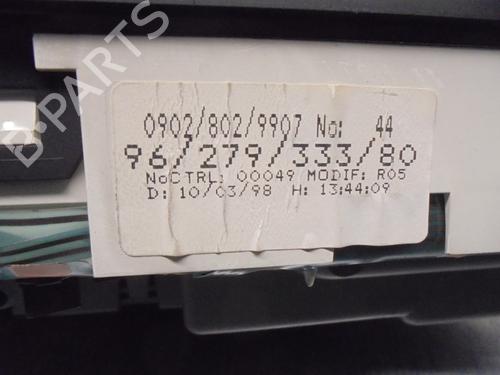 B-PARTS
0902/802/9907 No: 44
96/279/333/80
NoCTRL: 00049 MODIF: R05
D: 10/03/98 H: 13:44:09